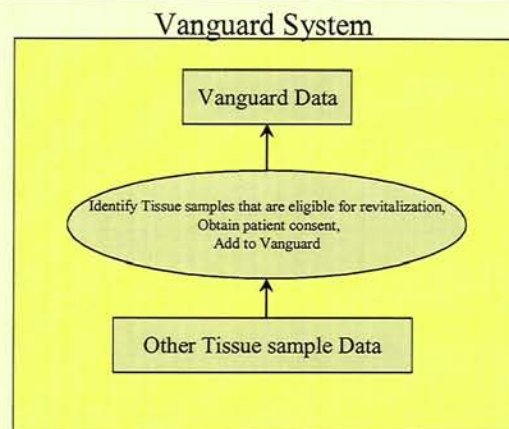 Vanguard System
Vanguard Data
Identify Tissue samples that are eligible for revitalization,
Obtain patient consent,
Add to Vanguard
Other Tissue sample Data